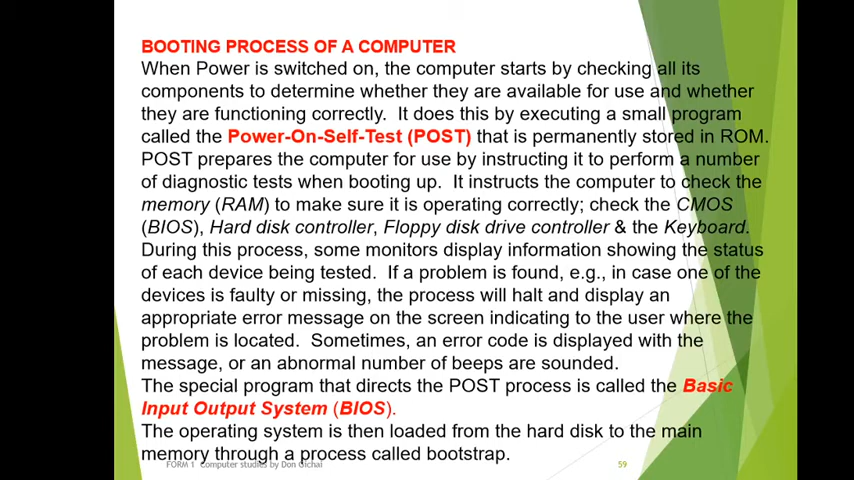 BOOTING PROCESS OF A COMPUTER
When Power is switched on, the computer starts by checking all its
components to determine whether they are available for use and whether
they are functioning correctly.  It does this by executing a small program
called the Power-On-Self-Test (POST) that is permanently stored in ROM.
POST prepares the computer for use by instructing it to perform a number
of diagnostic tests when booting up.  It instructs the computer to check the
memory (RAM) to make sure it is operating correctly; check the CMOS
(BIOS), Hard disk controller, Floppy disk drive controller & the Keyboard.
During this process, some monitors display information showing the status
of each device being tested.  If a problem is found, e.g., in case one of the
devices is faulty or missing, the process will halt and display an
appropriate error message on the screen indicating to the user where the
problem is located.  Sometimes, an error code is displayed with the
message, or an abnormal number of beeps are sounded.
The special program that directs the POST process is called the Basic
Input Output System (BIOS).
The operating system is then loaded from the hard disk to the main
memory through a process called bootstrap.
FORM 1  Computer studies by Don Gichai
59